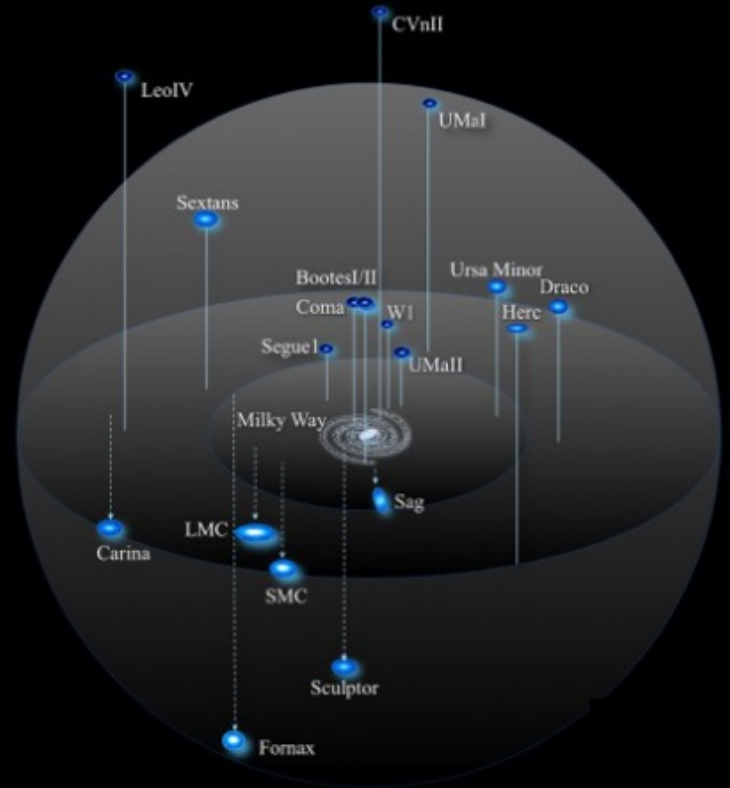 CVnII
LeoIV
UMaI
Sextans
Ursa Minor
BootesI/II
Draco
Coma
W1
Herc
Segue1
UMaII
Milky Way
Sag
LMC
Carina
SMC
Sculptor
Fornax